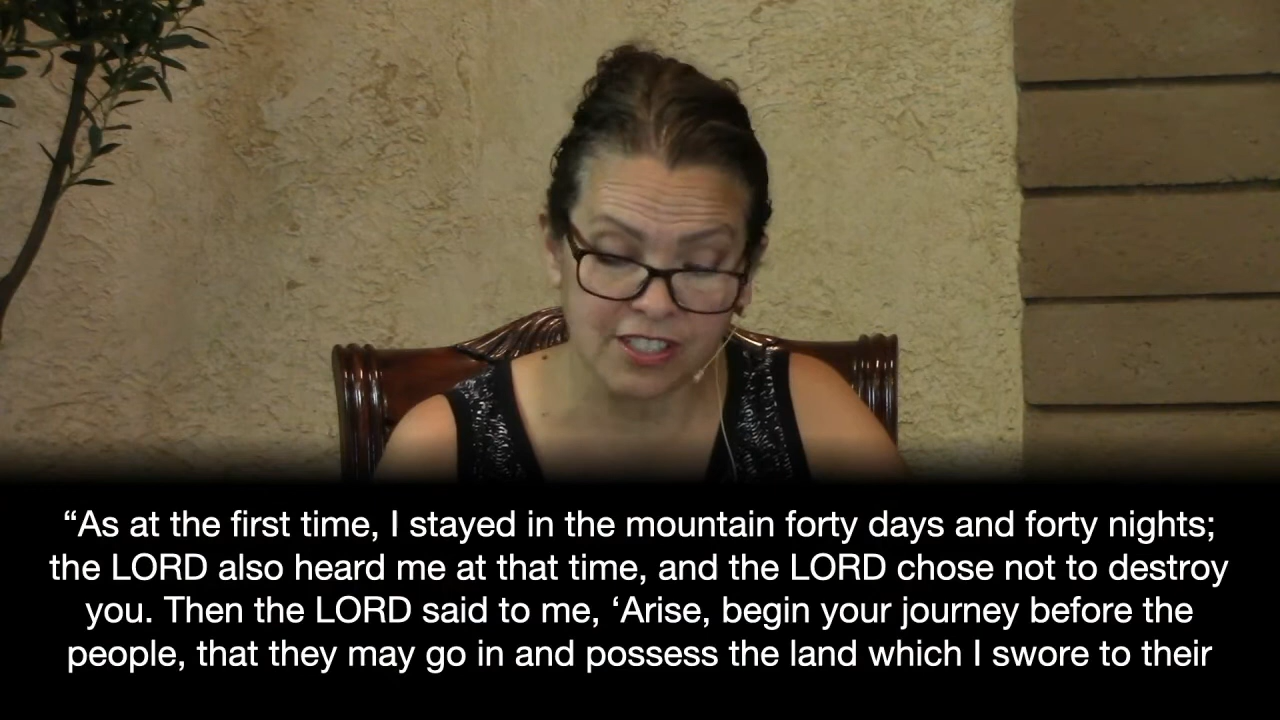 “As at the first time, I stayed in the mountain forty days and forty nights;
the LORD also heard me at that time, and the LORD chose not to destroy
you. Then the LORD said to me, ‘Arise, begin your journey before the
people, that they may go in and possess the land which I swore to their